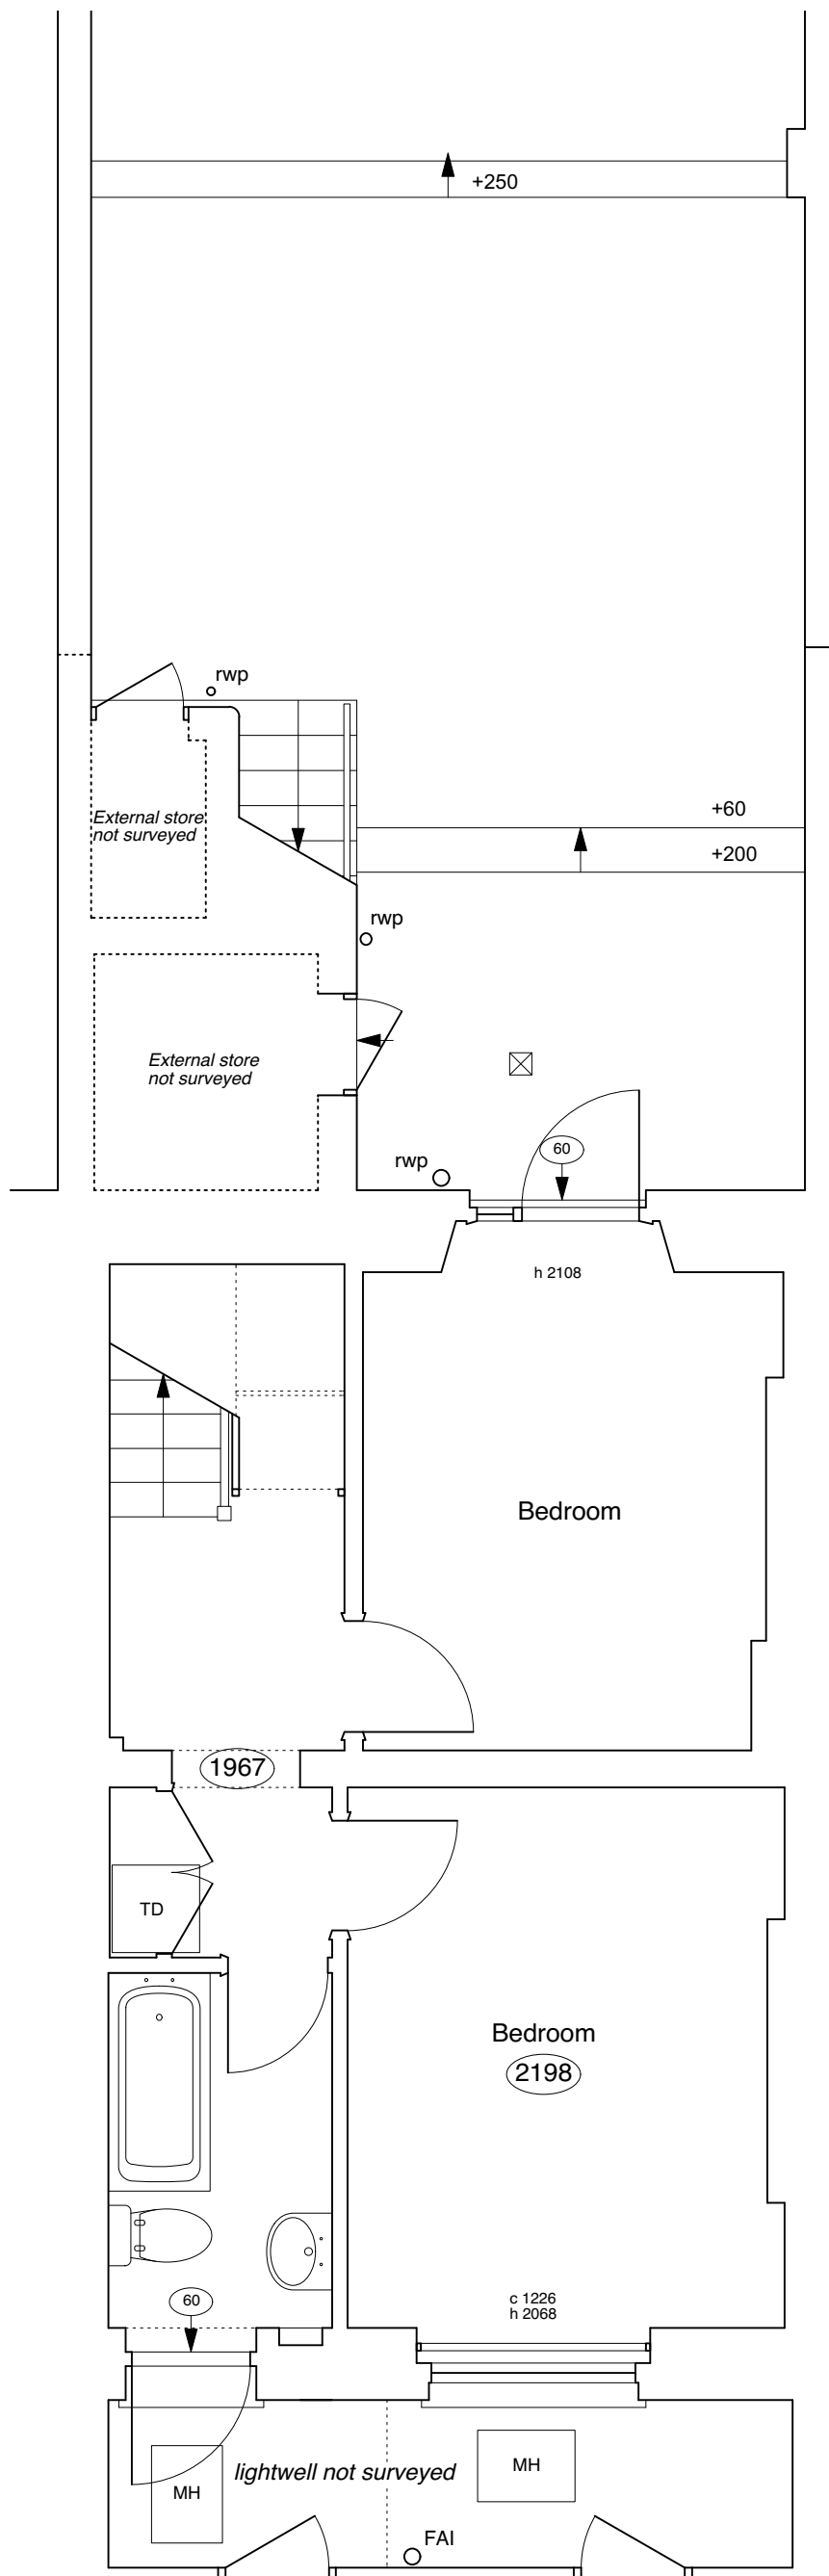 +250
rwp
+60
External store
not surveyed
+200
rwp
External store
not surveyed
rwp
60
h 2108
Bedroom
1967
TD
Bedroom
2198
c 1226
h 2068
60
MH
lightwell not surveyed
MH
FAI